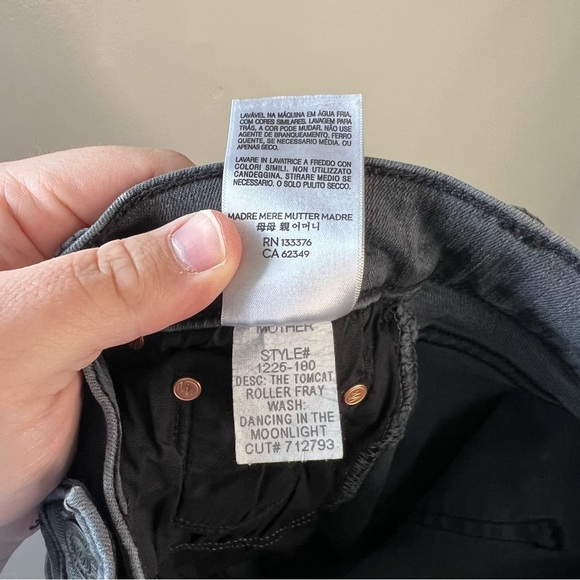 LAVÁVEL NA MÁQUINA EM ÁGUA FRIA,
COM CORES SIMILARES. LAVAGEM PARA
TRÁS, A COR PODE MUDAR. NÃO USE
AGENTE DE BRANQUEAMENTO. FERRO
QUENTE, SE NECESSÁRIO MÉDIA, OU
APENAS SECO.
LAVARE IN LAVATRICE A FREDDO CON
COLORI SIMILI. NON UTILIZZATO
CANDEGGINA. STIRARE MEDIO SE
NECESSARIO. O SOLO PULITO SECCO.
MADRE MERE MUTTER MADRE
母母 親 어머니
RN 133376
CA 62349
MOTHER
STYLE#
1225-180
DESC: THE TOMCAT
ROLLER FRAY
WASH:
DANCING IN THE
MOONLIGHT
CUT# 712793